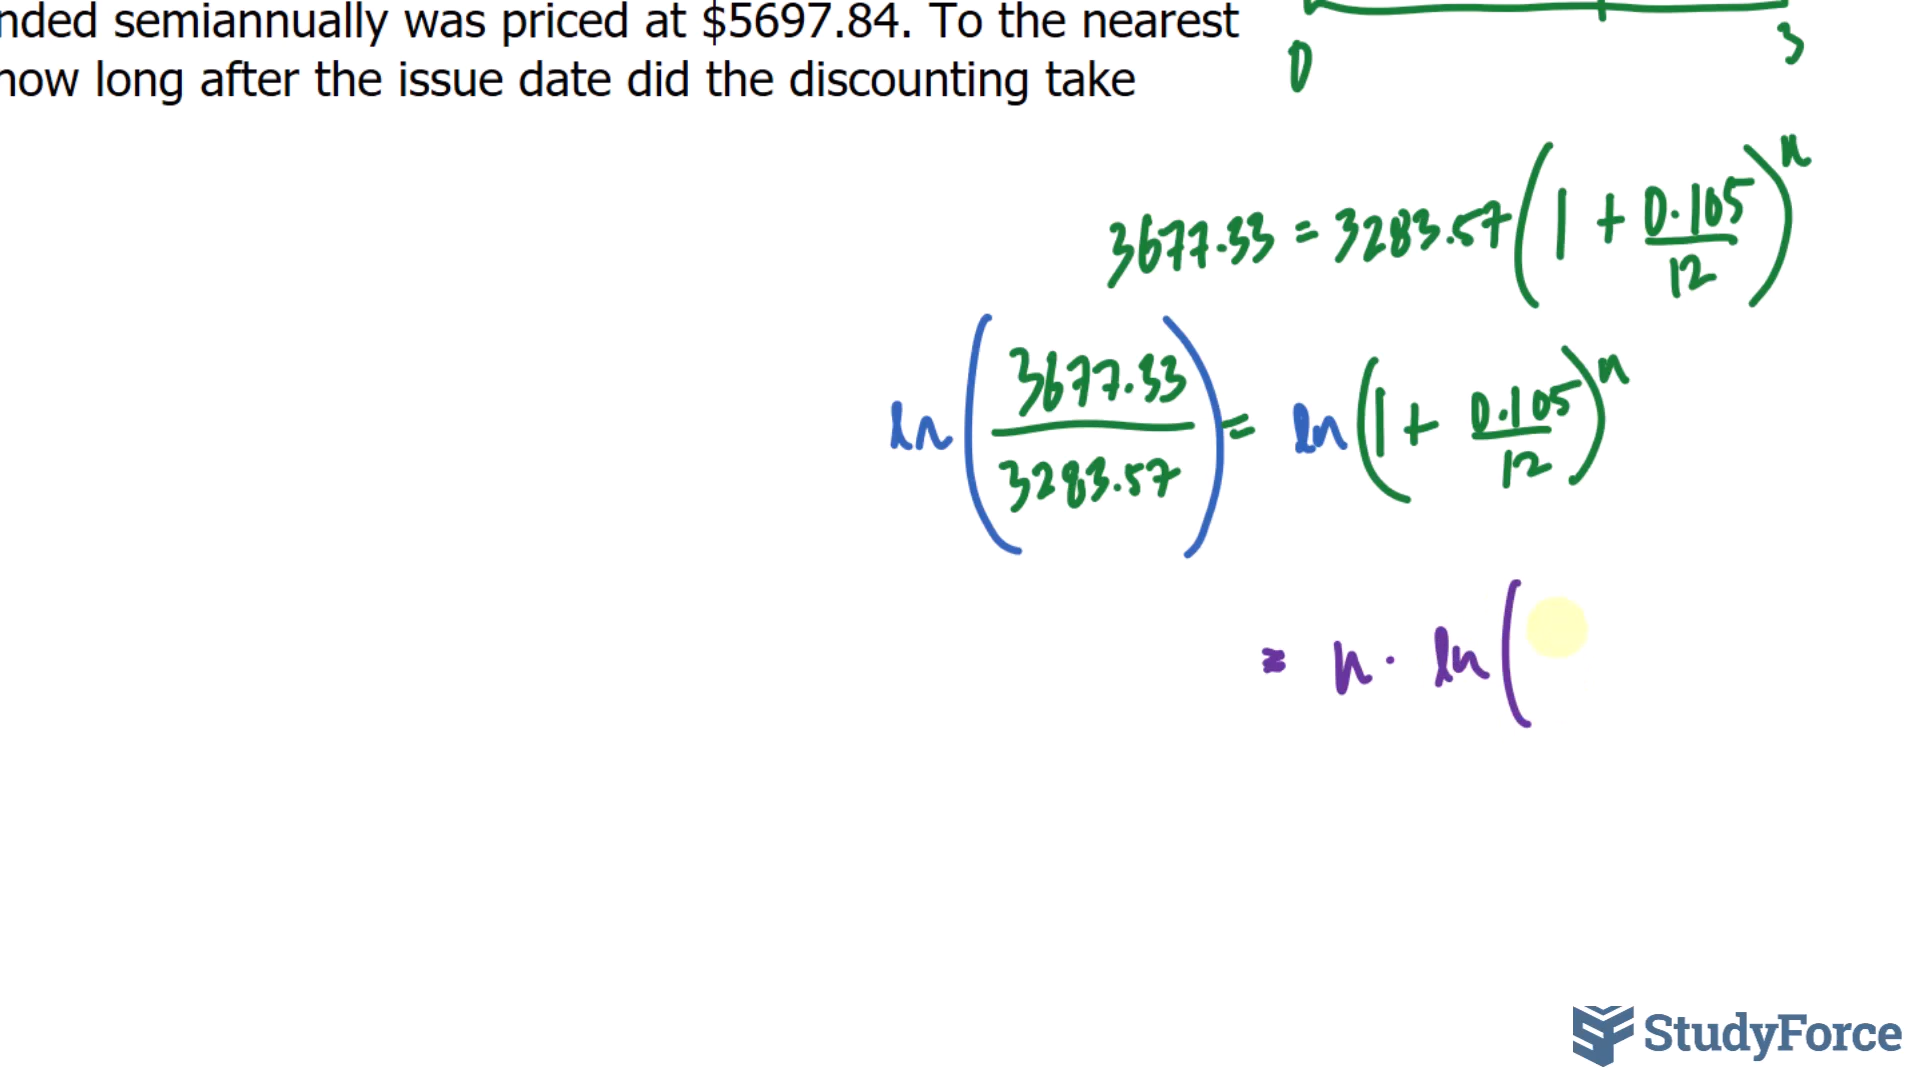 nded semiannually was priced at $5697.84. To the nearest
how long after the issue date did the discounting take
0 3
3677.33 = 3283.57(1 + 0.105/12)^n
ln(3677.33/3283.57) = ln(1 + 0.105/12)^n
= n · ln(
StudyForce